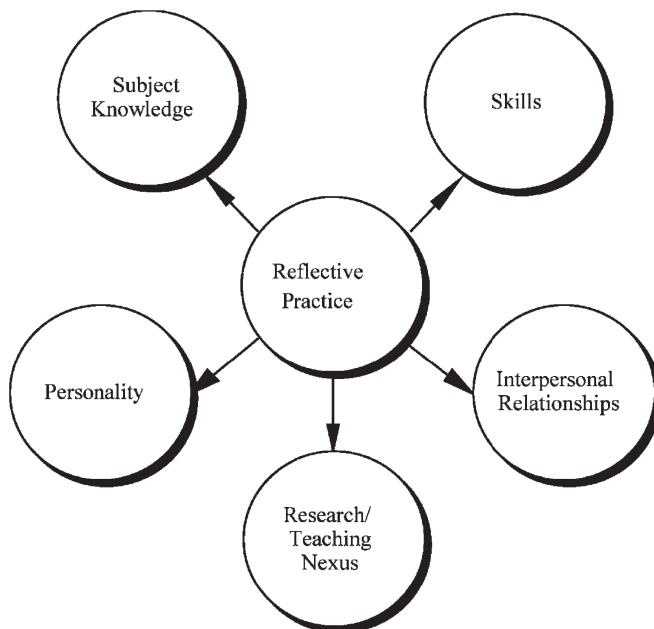 Subject
Knowledge
Skills
Reflective
Practice
Personality
Interpersonal
Relationships
Research/
Teaching
Nexus